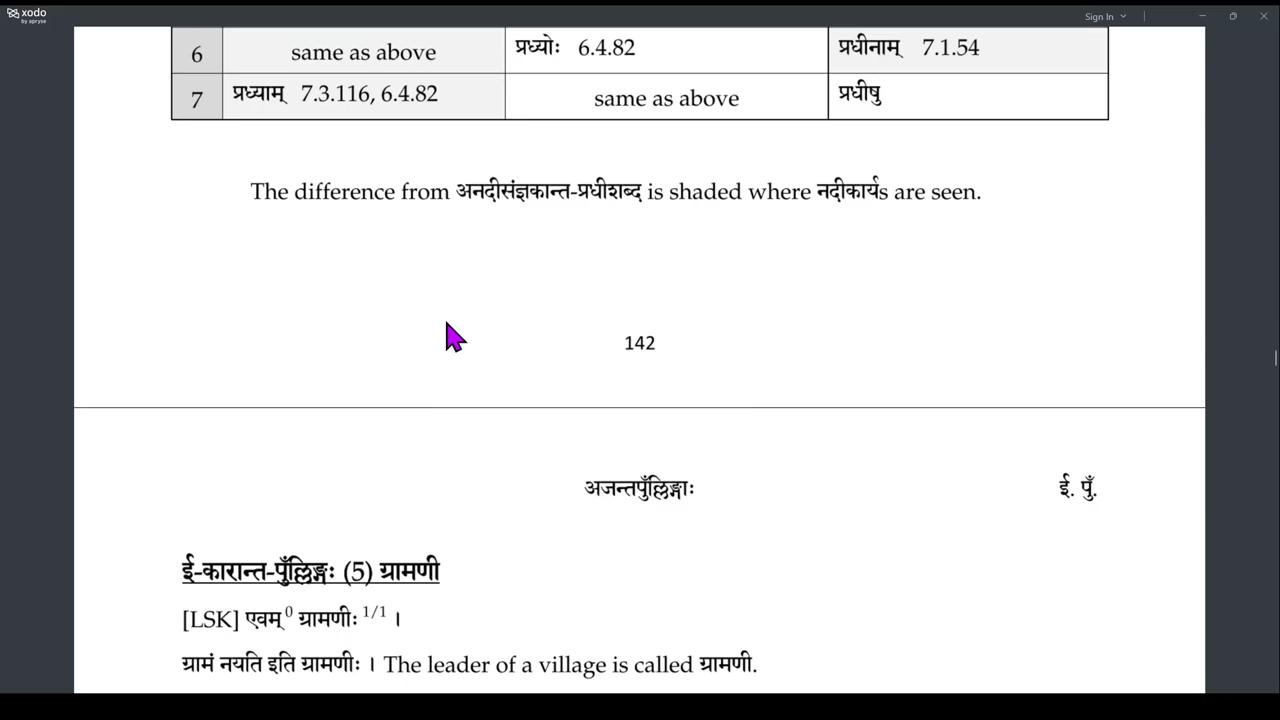 xodo
by apryse
Sign In
6 same as above प्रध्योः 6.4.82 प्रधीनाम् 7.1.54
7 प्रध्याम् 7.3.116, 6.4.82 same as above प्रधीषु
The difference from अनदीसंज्ञकान्त-प्रधीशब्द is shaded where नदीकार्यs are seen.
142
अजन्तपुँल्लिङ्गाः ई. पुँ.
ई-कारान्त-पुँल्लिङ्गः (5) ग्रामणी
[LSK] एवम् 0 ग्रामणीः 1/1 ।
ग्रामं नयति इति ग्रामणीः । The leader of a village is called ग्रामणी.